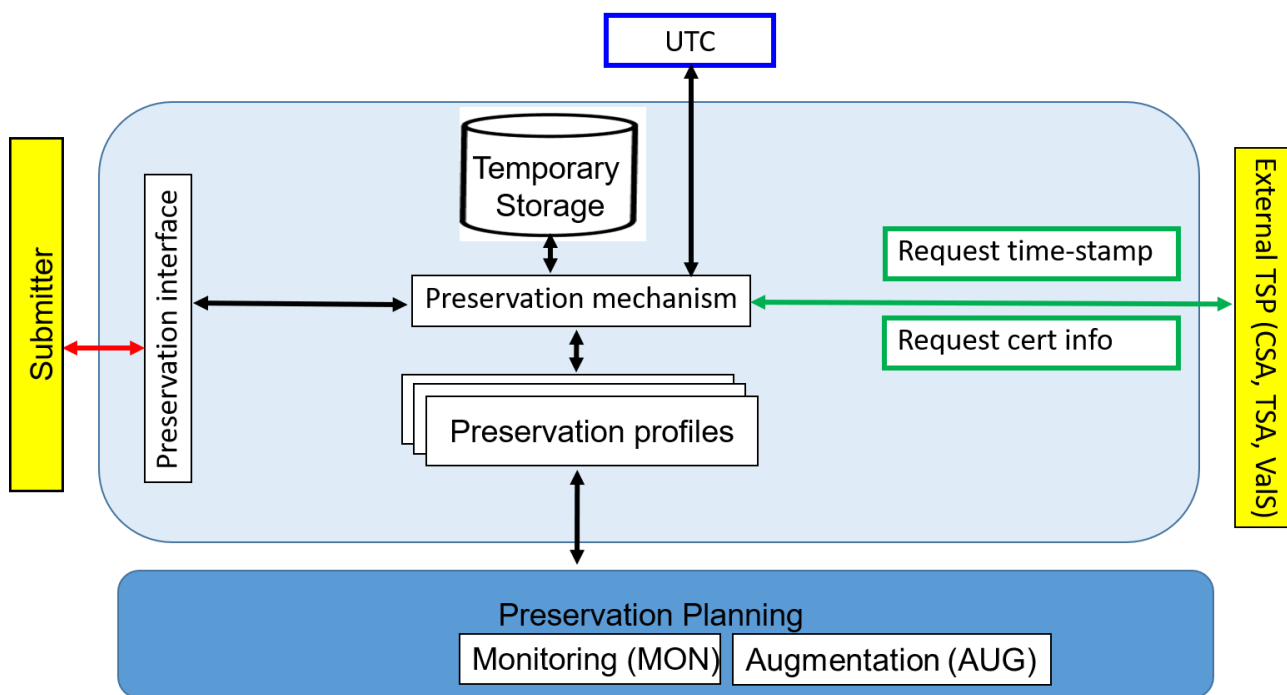 UTC
Temporary
Storage
Submitter
Preservation interface
Preservation mechanism
Request time-stamp
Request cert info
External TSP (CSA, TSA, ValS)
Preservation profiles
Preservation Planning
Monitoring (MON)
Augmentation (AUG)